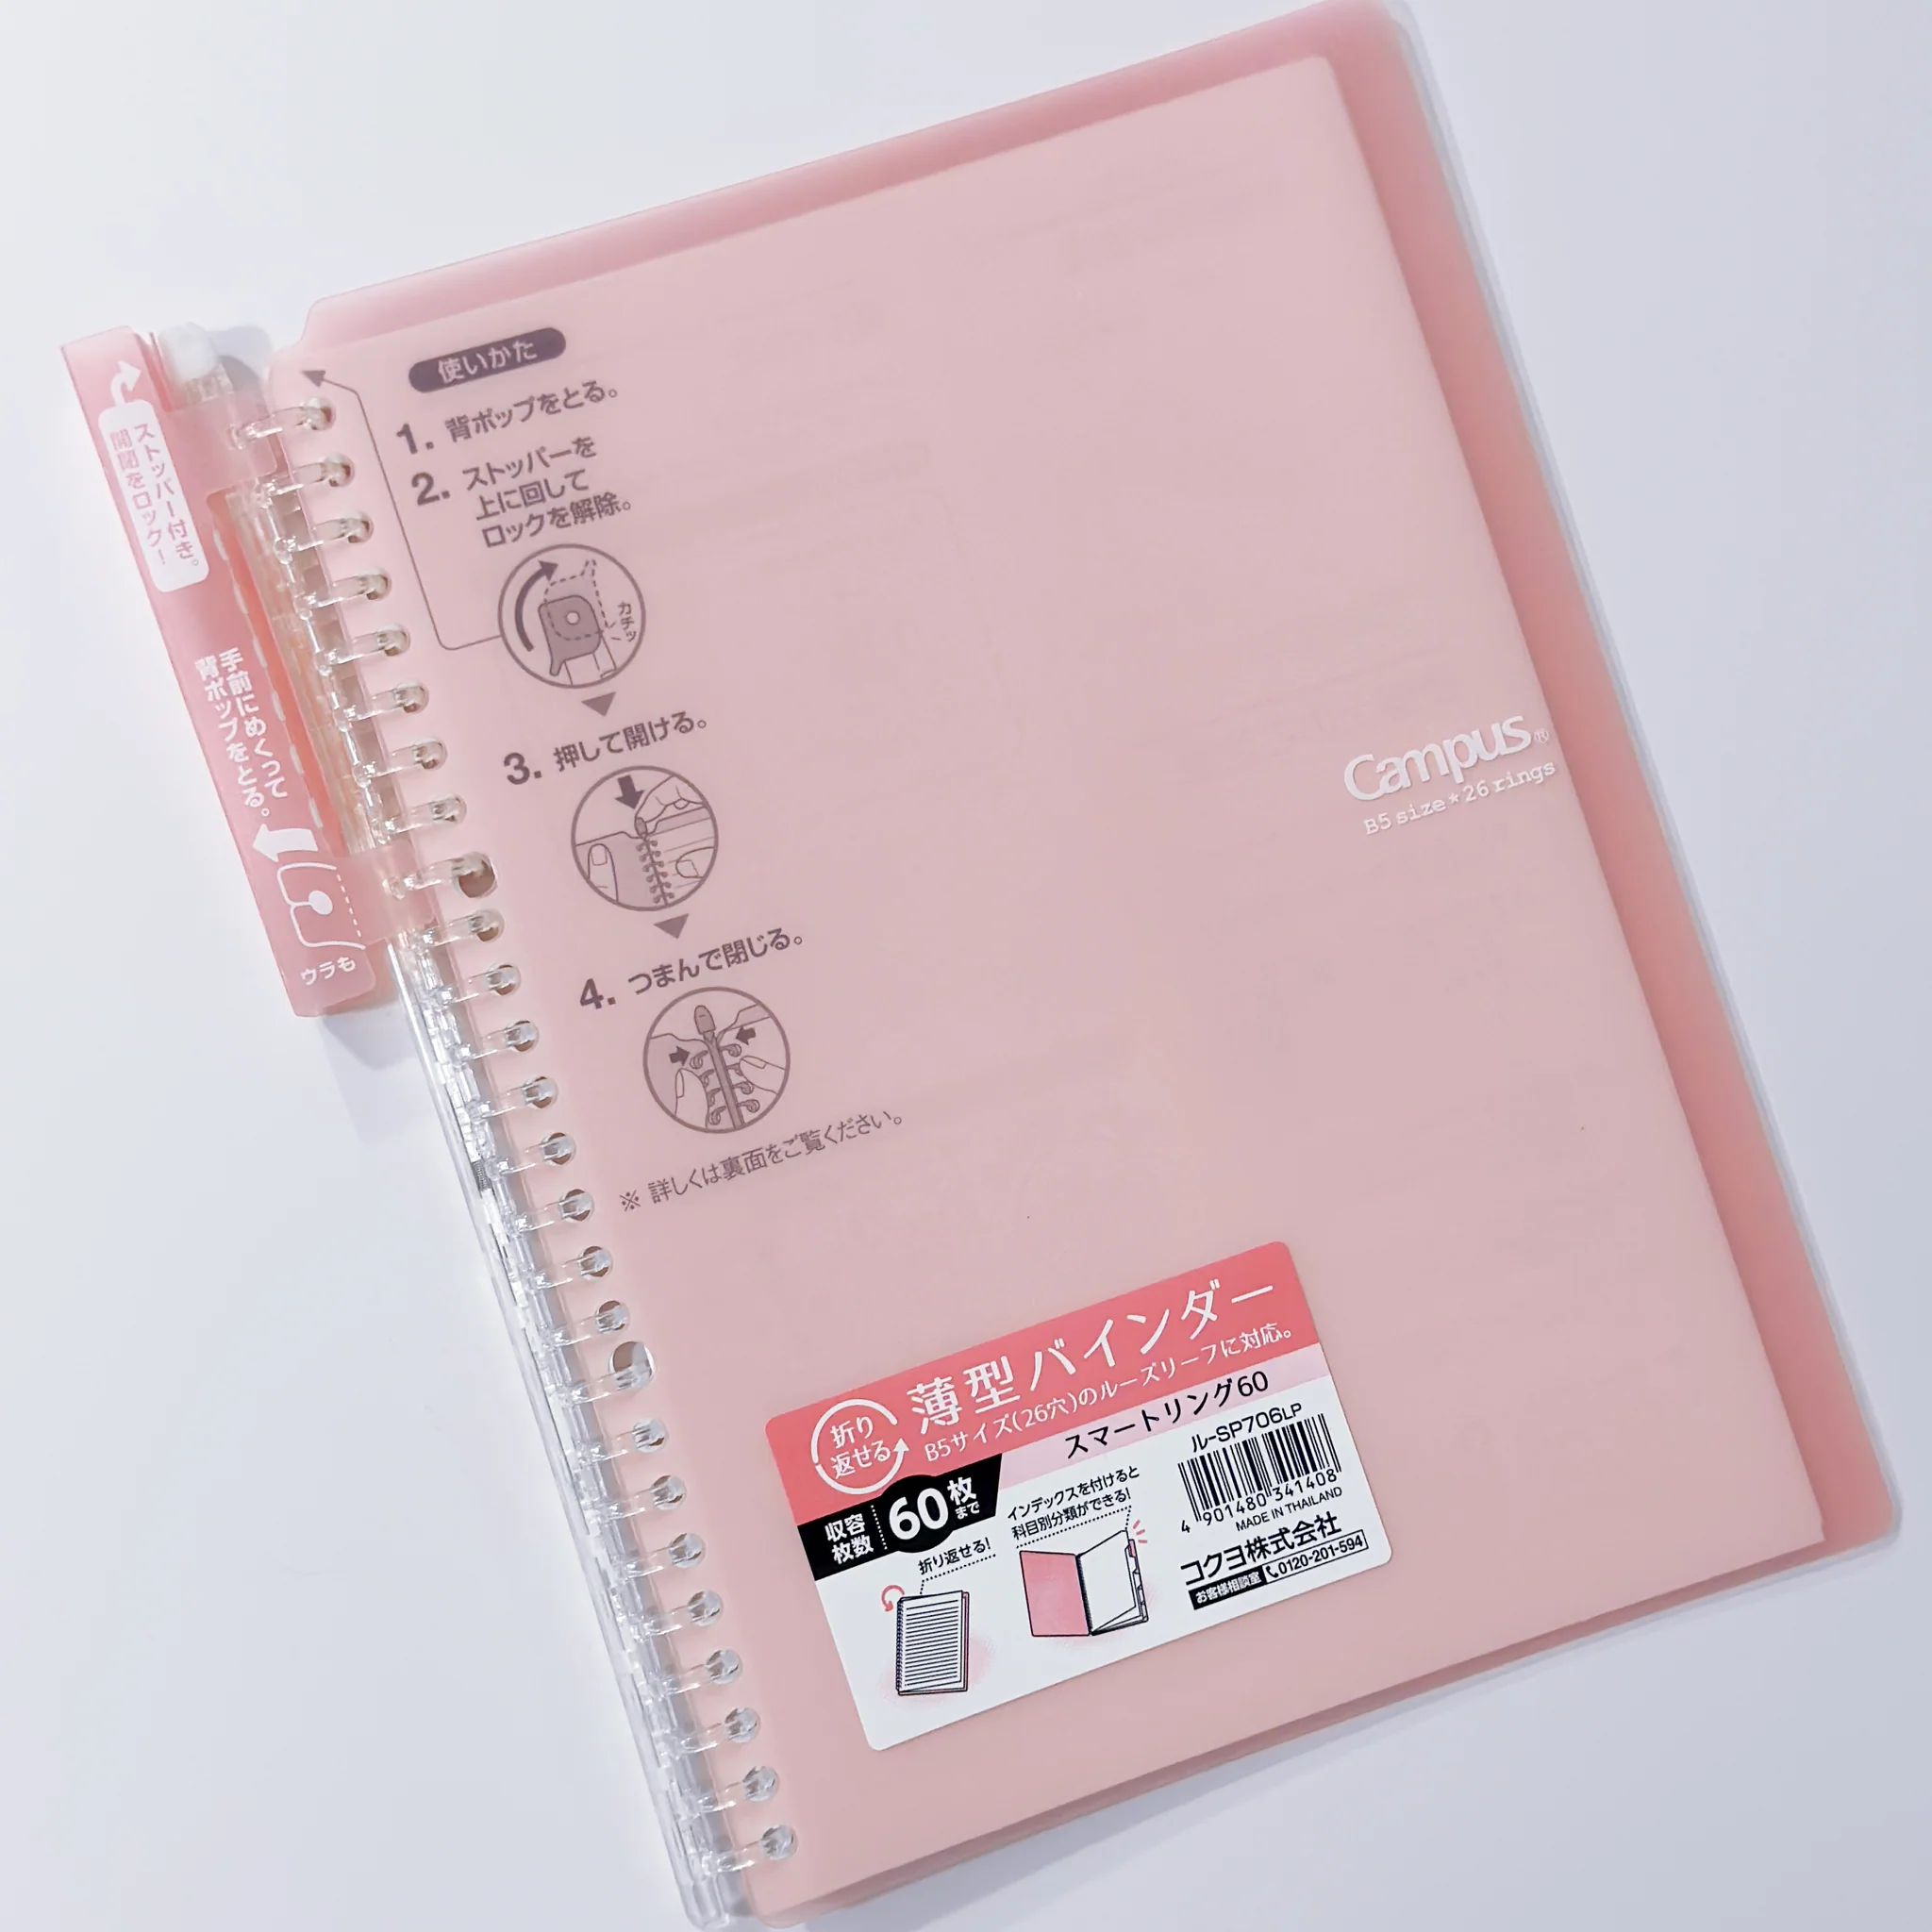 ストッパー付き。
開閉をロック!
手前にめくって
背ポップをとる。
ウラも
使いかた
1. 背ポップをとる。
2. ストッパーを
上に回して
ロックを解除。
カチッ
3. 押して開ける。
4. つまんで閉じる。
※ 詳しくは裏面をご覧ください。
Campus®
B5 size*26 rings
折り
返せる
薄型バインダー
B5サイズ(26穴)のルーズリーフに対応。
スマートリング60
収容
枚数
60枚まで
折り返せる!
インデックスを付けると
科目別分類ができる!
ル-SP706LP
4 901480 341408
MADE IN THAILAND
コクヨ株式会社
お客様相談室 0120-201-594